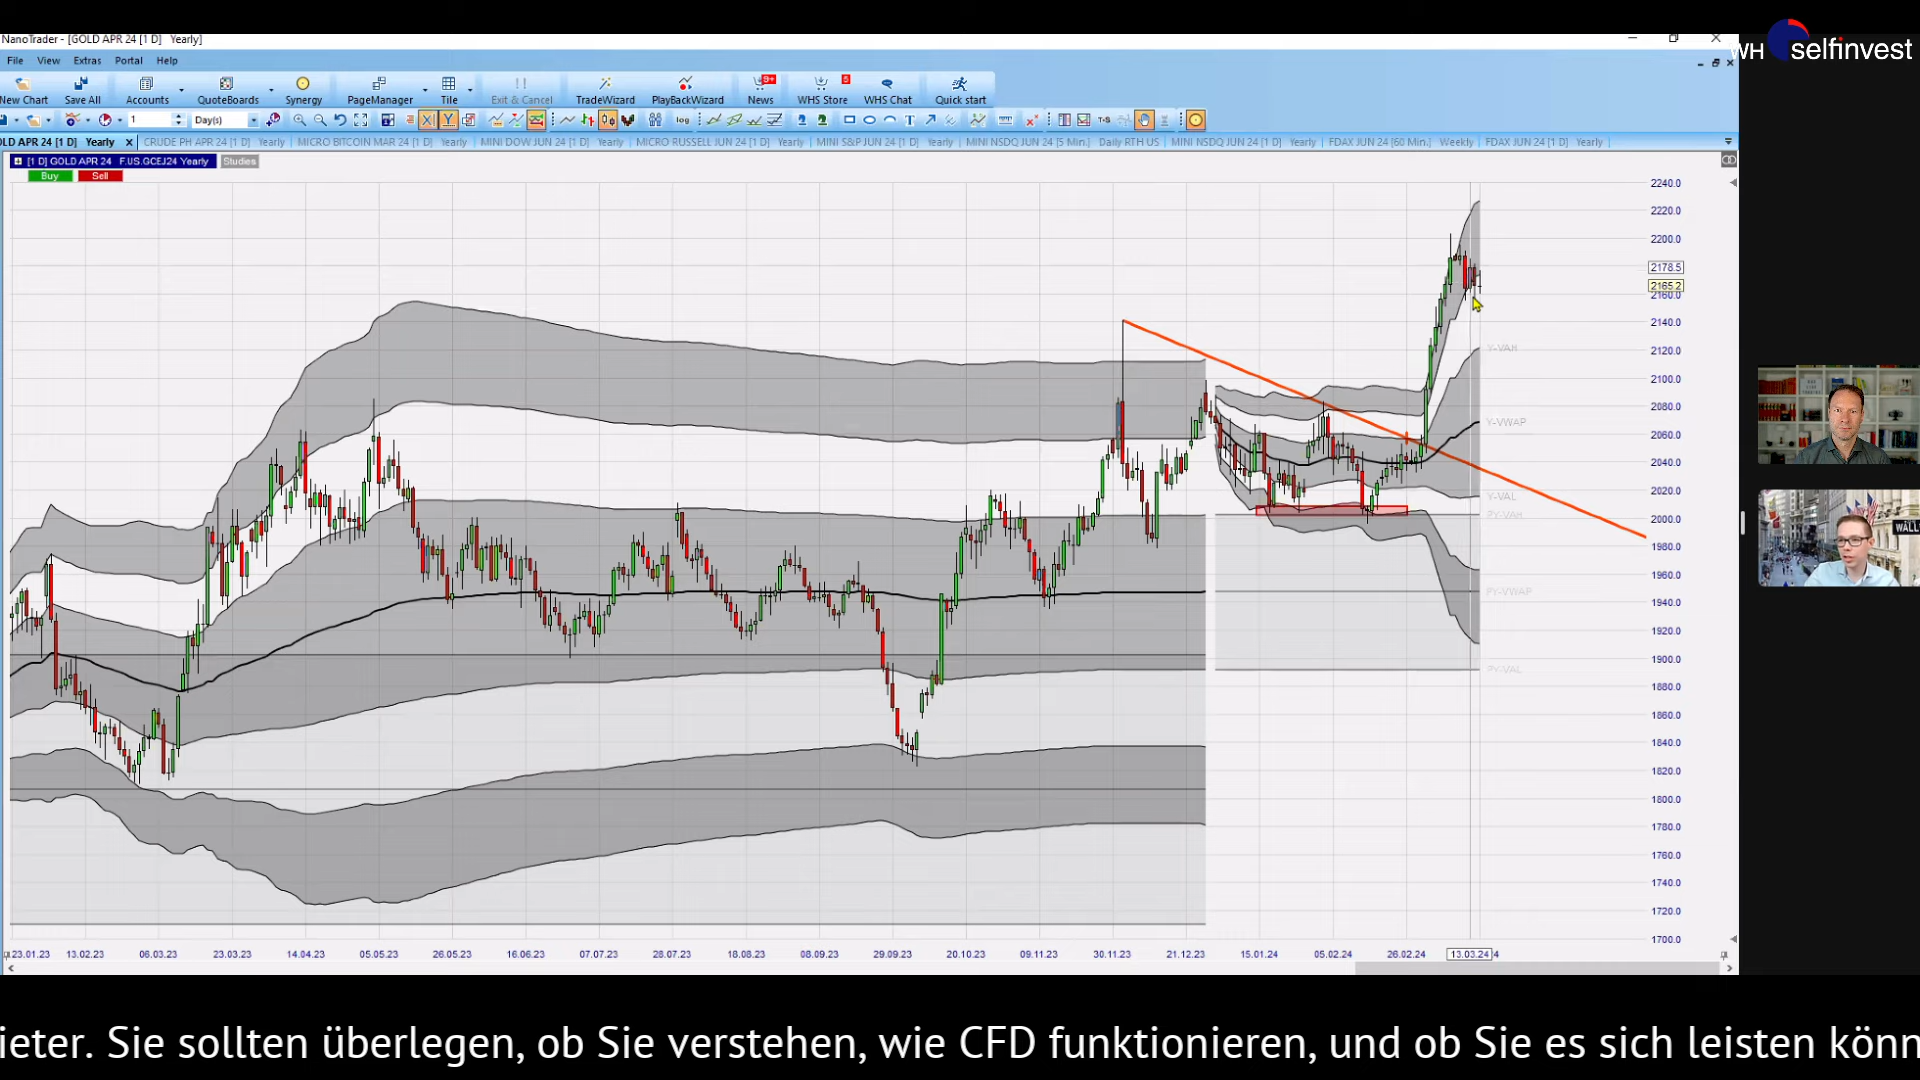 NanoTrader - [GOLD APR 24 [1 D] Yearly]
WH selfinvest
File View Extras Portal Help
New Chart Save All Accounts QuoteBoards Synergy PageManager Tile Exit & Cancel TradeWizard PlayBackWizard 9+ News 5 WHS Store WHS Chat Quick start
1 Day(s) X Y log T T-S
OLD APR 24 [1 D] Yearly CRUDE PH APR 24 [1 D] Yearly MICRO BITCOIN MAR 24 [1 D] Yearly MINI DOW JUN 24 [1 D] Yearly MICRO RUSSELL JUN 24 [1 D] Yearly MINI S&P JUN 24 [1 D] Yearly MINI NSDQ JUN 24 [5 Min.] Daily RTH US MINI NSDQ JUN 24 [1 D] Yearly FDAX JUN 24 [60 Min.] Weekly FDAX JUN 24 [1 D] Yearly
[1 D] GOLD APR 24 F.US.GCEJ24 Yearly Studies
Buy Sell
2240.0
2220.0
2200.0
2178.5
2165.2
2160.0
2140.0
2120.0
2100.0
2080.0
2060.0
2040.0
2020.0
2000.0
1980.0
1960.0
1940.0
1920.0
1900.0
1880.0
1860.0
1840.0
1820.0
1800.0
1780.0
1760.0
1740.0
1720.0
1700.0
Y-VAH
Y-VWAP
Y-VAL
PY-VAH
PY-VWAP
PY-VAL
WALL
23.01.23 13.02.23 06.03.23 23.03.23 14.04.23 05.05.23 26.05.23 16.06.23 07.07.23 28.07.23 18.08.23 08.09.23 29.09.23 20.10.23 09.11.23 30.11.23 21.12.23 15.01.24 05.02.24 26.02.24 13.03.24 4
ieter. Sie sollten überlegen, ob Sie verstehen, wie CFD funktionieren, und ob Sie es sich leisten könn